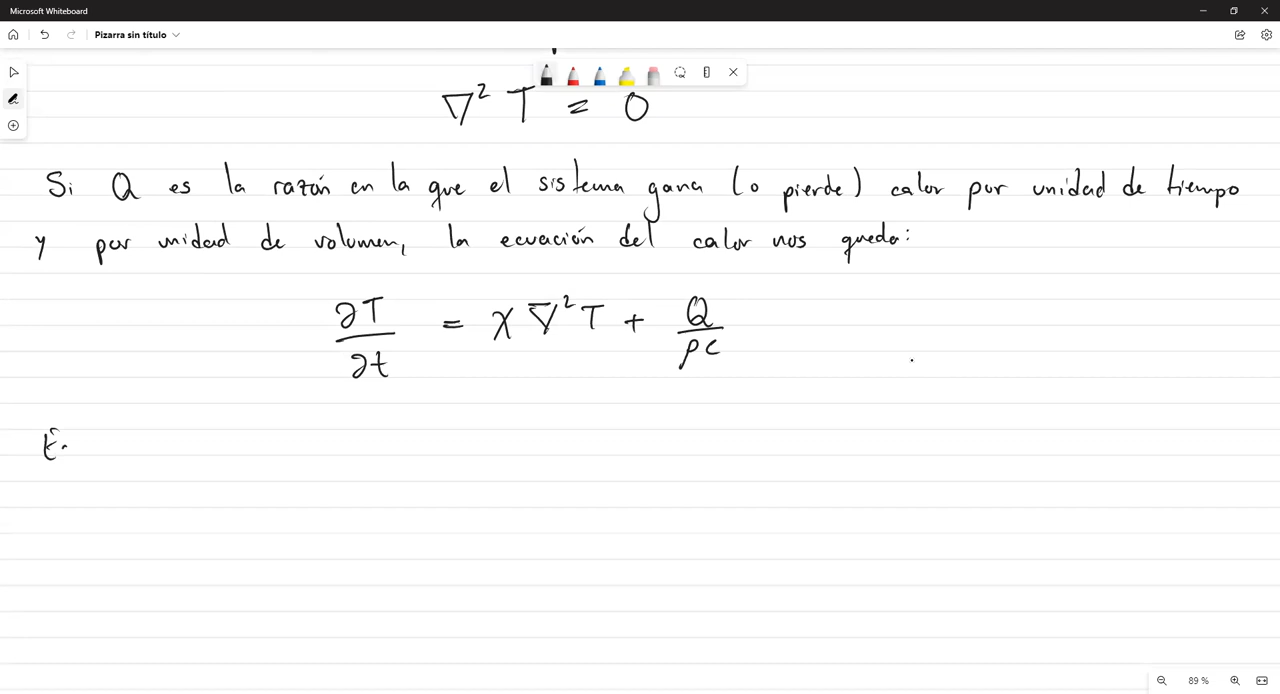 Microsoft Whiteboard
Pizarra sin título
∇² T = 0
Si Q es la razón en la que el sistema gana (o pierde) calor por unidad de tiempo
y por unidad de volumen, la ecuación del calor nos queda:
∂T/∂t = χ ∇² T + Q/ρc
89 %